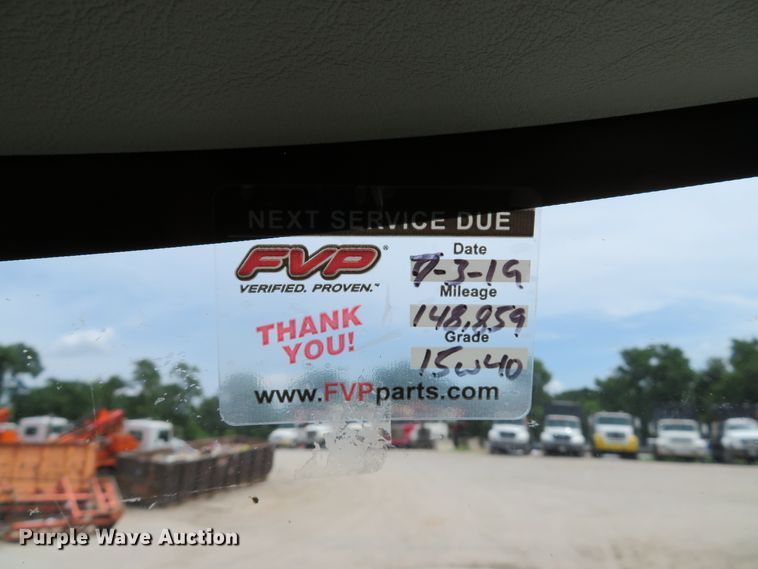 NEXT SERVICE DUE
FVP®
VERIFIED. PROVEN.™
THANK
YOU!
Date
7-3-19
Mileage
148,859
Grade
15w40
www.FVPparts.com
Purple Wave Auction